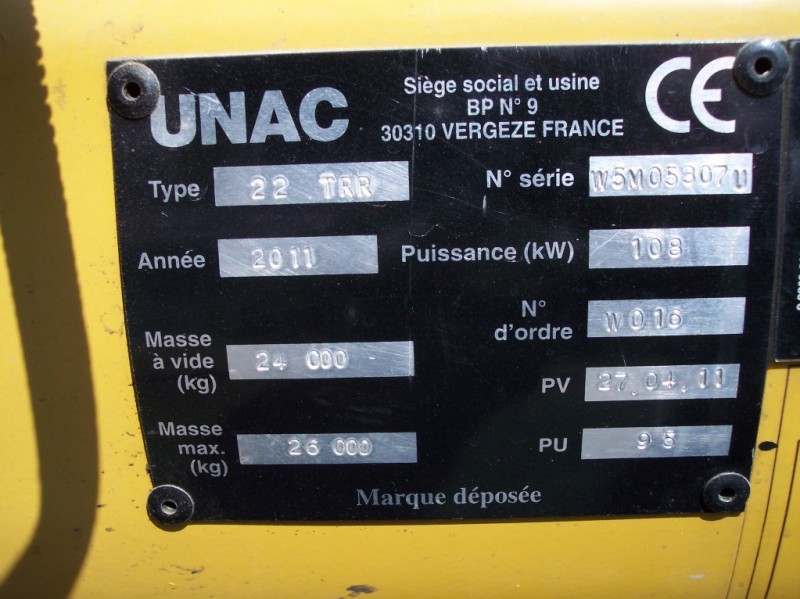 UNAC
Siège social et usine
BP N° 9
30310 VERGEZE FRANCE
CE
Type 22 TRR
N° série W5M05807U
Année 2011
Puissance (kW) 108
N°
d'ordre W016
Masse
à vide
(kg) 24 000
PV 27.04.11
Masse
max.
(kg) 26 000
PU 95
Marque déposée